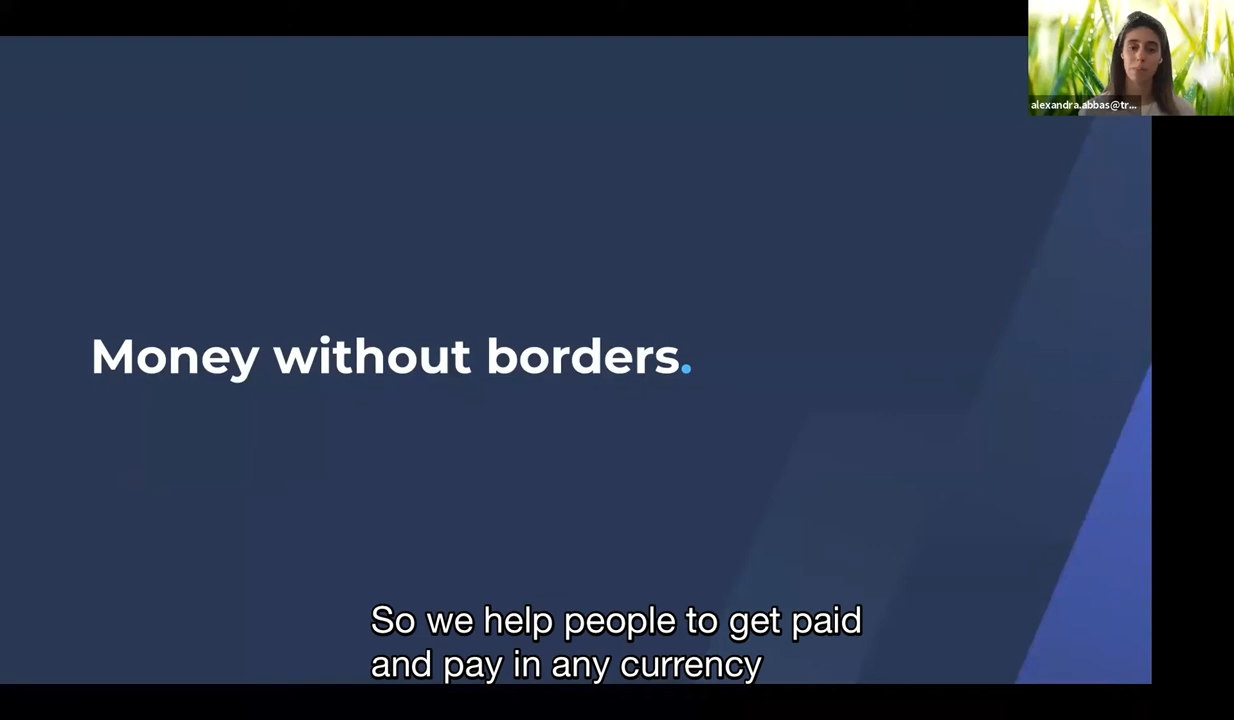 alexandra.abbas@tr...
Money without borders.
So we help people to get paid
and pay in any currency